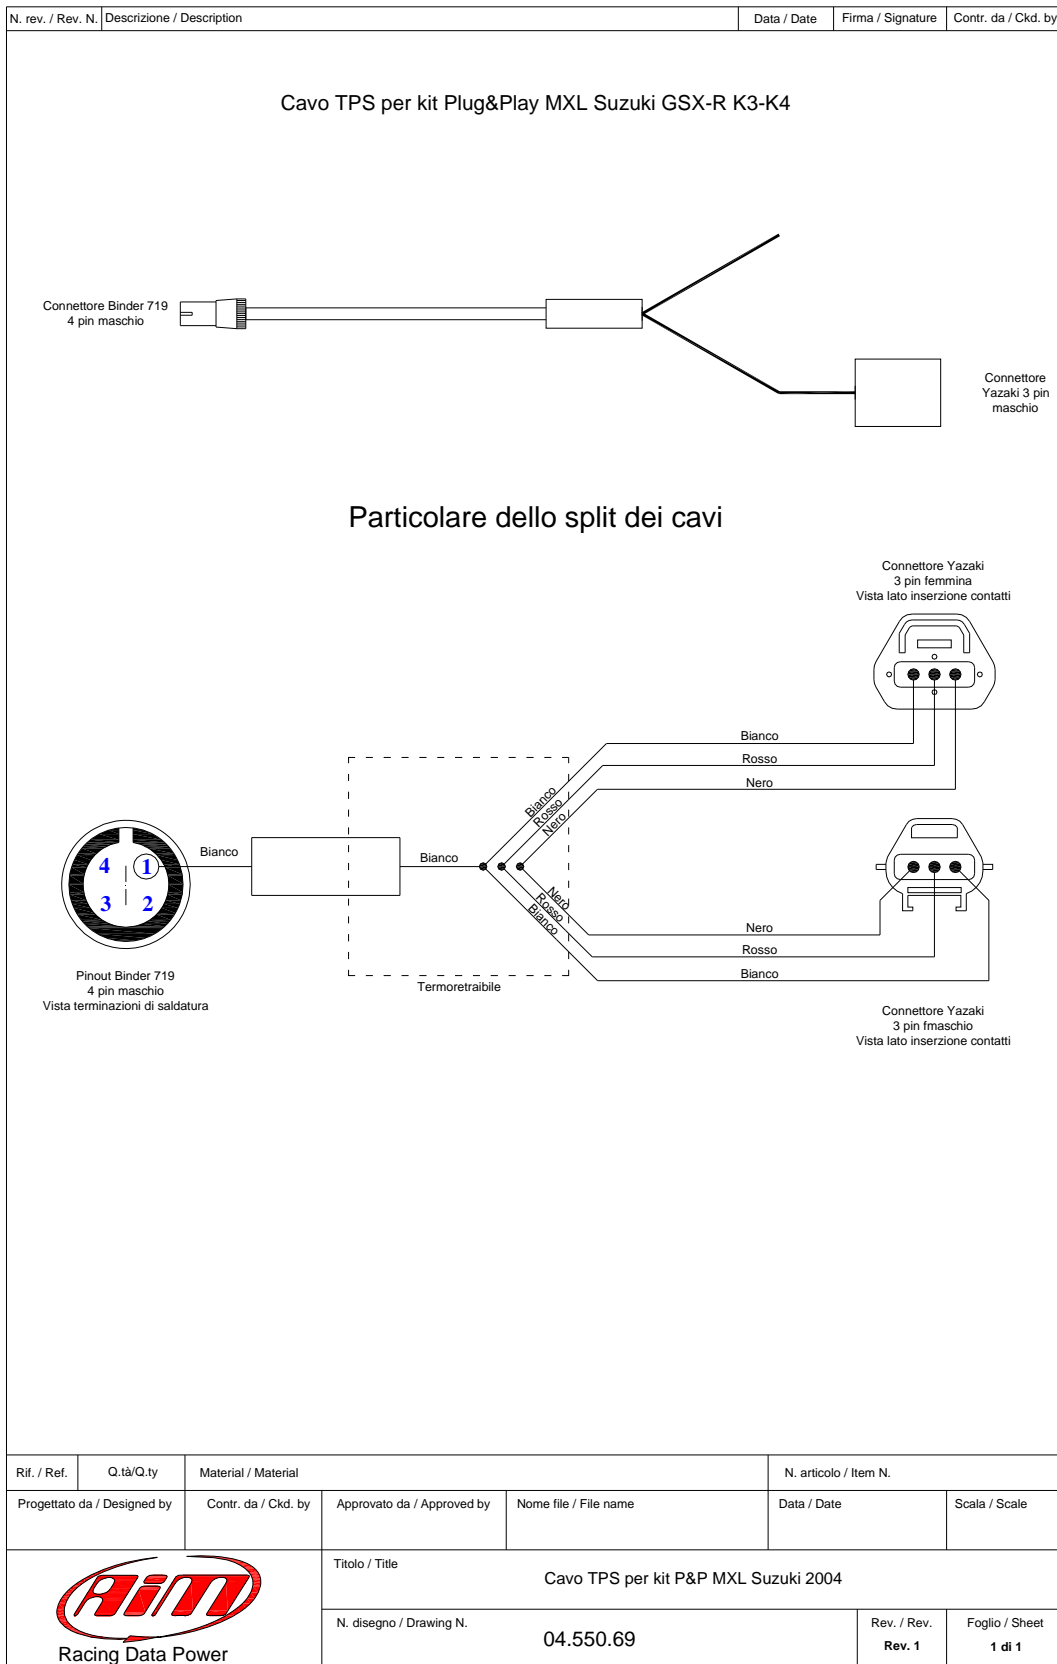 N. rev. / Rev. N. Descrizione / Description Data / Date Firma / Signature Contr. da / Ckd. by
Cavo TPS per kit Plug&Play MXL Suzuki GSX-R K3-K4
Connettore Binder 719
4 pin maschio
Connettore
Yazaki 3 pin
maschio
Particolare dello split dei cavi
Connettore Yazaki
3 pin femmina
Vista lato inserzione contatti
Bianco
Rosso
Nero
Bianco
Rosso
Nero
4 1
3 2
Bianco
Bianco
Nero
Rosso
Bianco
Nero
Rosso
Bianco
Termoretraibile
Pinout Binder 719
4 pin maschio
Vista terminazioni di saldatura
Connettore Yazaki
3 pin fmaschio
Vista lato inserzione contatti
Rif. / Ref. Q.tà/Q.ty Material / Material N. articolo / Item N.
Progettato da / Designed by Contr. da / Ckd. by Approvato da / Approved by Nome file / File name Data / Date Scala / Scale
AiM
Racing Data Power
Titolo / Title
Cavo TPS per kit P&P MXL Suzuki 2004
N. disegno / Drawing N.
04.550.69
Rev. / Rev.
Rev. 1
Foglio / Sheet
1 di 1